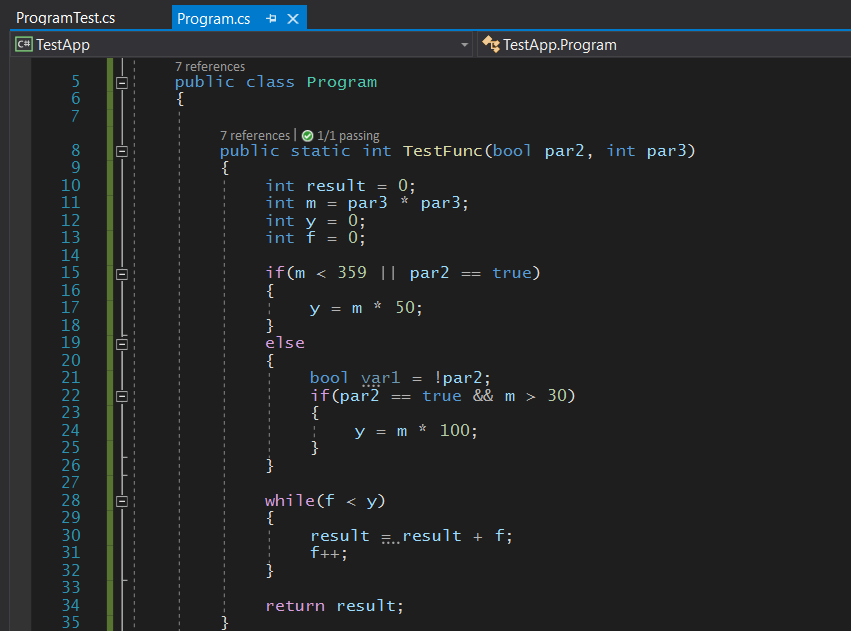 ProgramTest.cs Program.cs
C# TestApp TestApp.Program
7 references
5 public class Program
6 {
7
7 references | 1/1 passing
8 public static int TestFunc(bool par2, int par3)
9 {
10 int result = 0;
11 int m = par3 * par3;
12 int y = 0;
13 int f = 0;
14
15 if(m < 359 || par2 == true)
16 {
17 y = m * 50;
18 }
19 else
20 {
21 bool var1 = !par2;
22 if(par2 == true && m > 30)
23 {
24 y = m * 100;
25 }
26 }
27
28 while(f < y)
29 {
30 result = result + f;
31 f++;
32 }
33
34 return result;
35 }